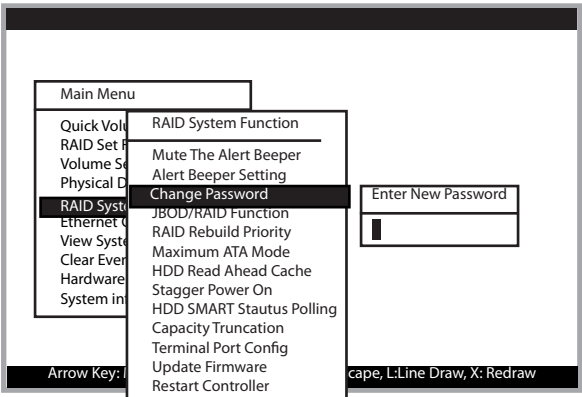 Main Menu
Quick Volu
RAID Set F
Volume Se
Physical D
RAID Syste
Ethernet C
View Syste
Clear Even
Hardware
System in
RAID System Function
Mute The Alert Beeper
Alert Beeper Setting
Change Password
JBOD/RAID Function
RAID Rebuild Priority
Maximum ATA Mode
HDD Read Ahead Cache
Stagger Power On
HDD SMART Stautus Polling
Capacity Truncation
Terminal Port Config
Update Firmware
Restart Controller
Enter New Password
Arrow Key: cape, L:Line Draw, X: Redraw